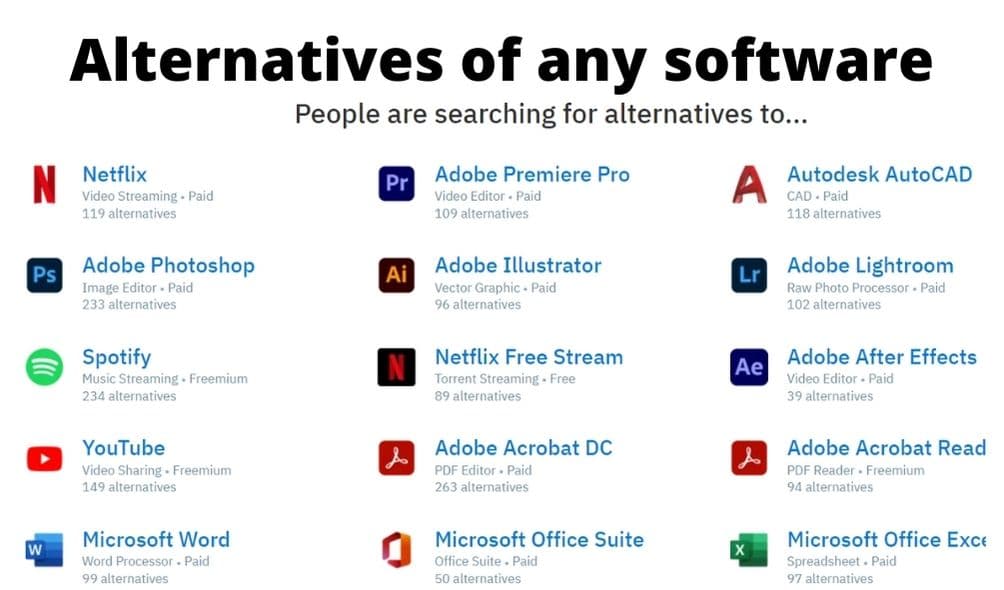 Alternatives of any software
People are searching for alternatives to...
N
Netflix
Video Streaming • Paid
119 alternatives
Pr
Adobe Premiere Pro
Video Editor • Paid
109 alternatives
Autodesk AutoCAD
CAD • Paid
118 alternatives
Ps
Adobe Photoshop
Image Editor • Paid
233 alternatives
Ai
Adobe Illustrator
Vector Graphic • Paid
96 alternatives
Lr
Adobe Lightroom
Raw Photo Processor • Paid
102 alternatives
Spotify
Music Streaming • Freemium
234 alternatives
N
Netflix Free Stream
Torrent Streaming • Free
89 alternatives
Ae
Adobe After Effects
Video Editor • Paid
39 alternatives
YouTube
Video Sharing • Freemium
149 alternatives
Adobe Acrobat DC
PDF Editor • Paid
263 alternatives
Adobe Acrobat Read
PDF Reader • Freemium
94 alternatives
W
Microsoft Word
Word Processor • Paid
99 alternatives
Microsoft Office Suite
Office Suite • Paid
50 alternatives
X
Microsoft Office Exce
Spreadsheet • Paid
97 alternatives